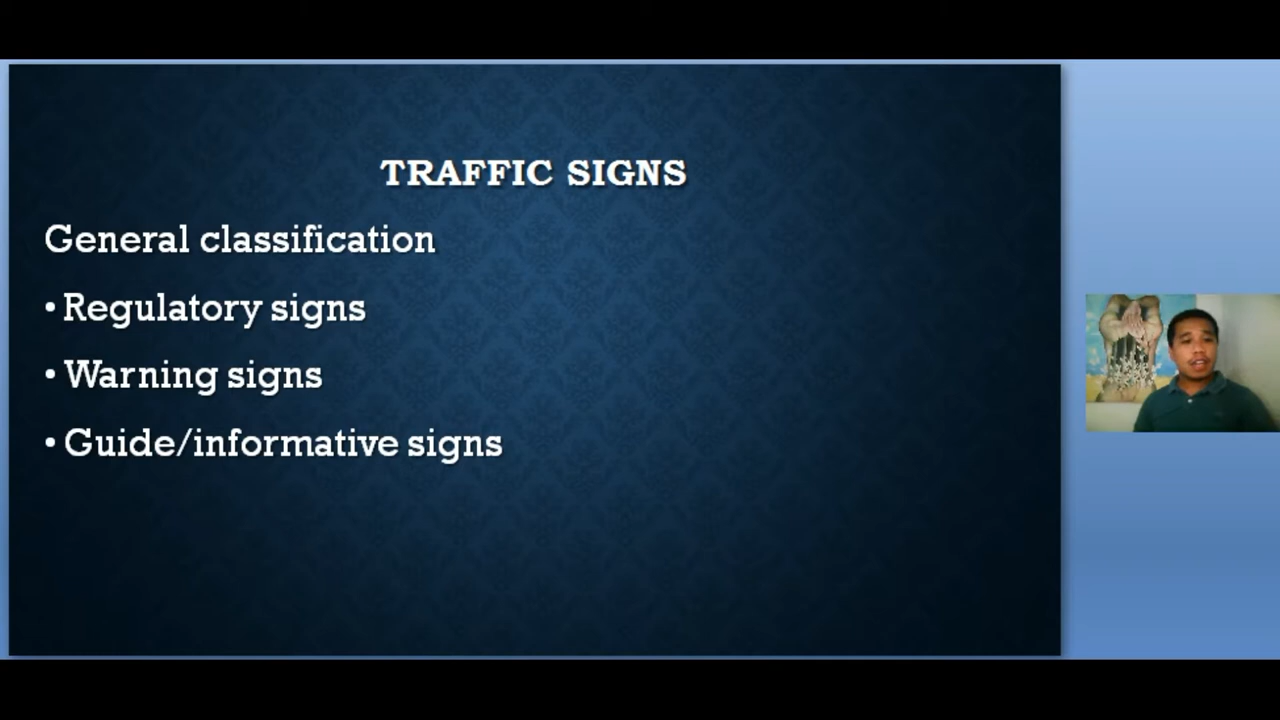 TRAFFIC SIGNS
General classification
• Regulatory signs
• Warning signs
• Guide/informative signs